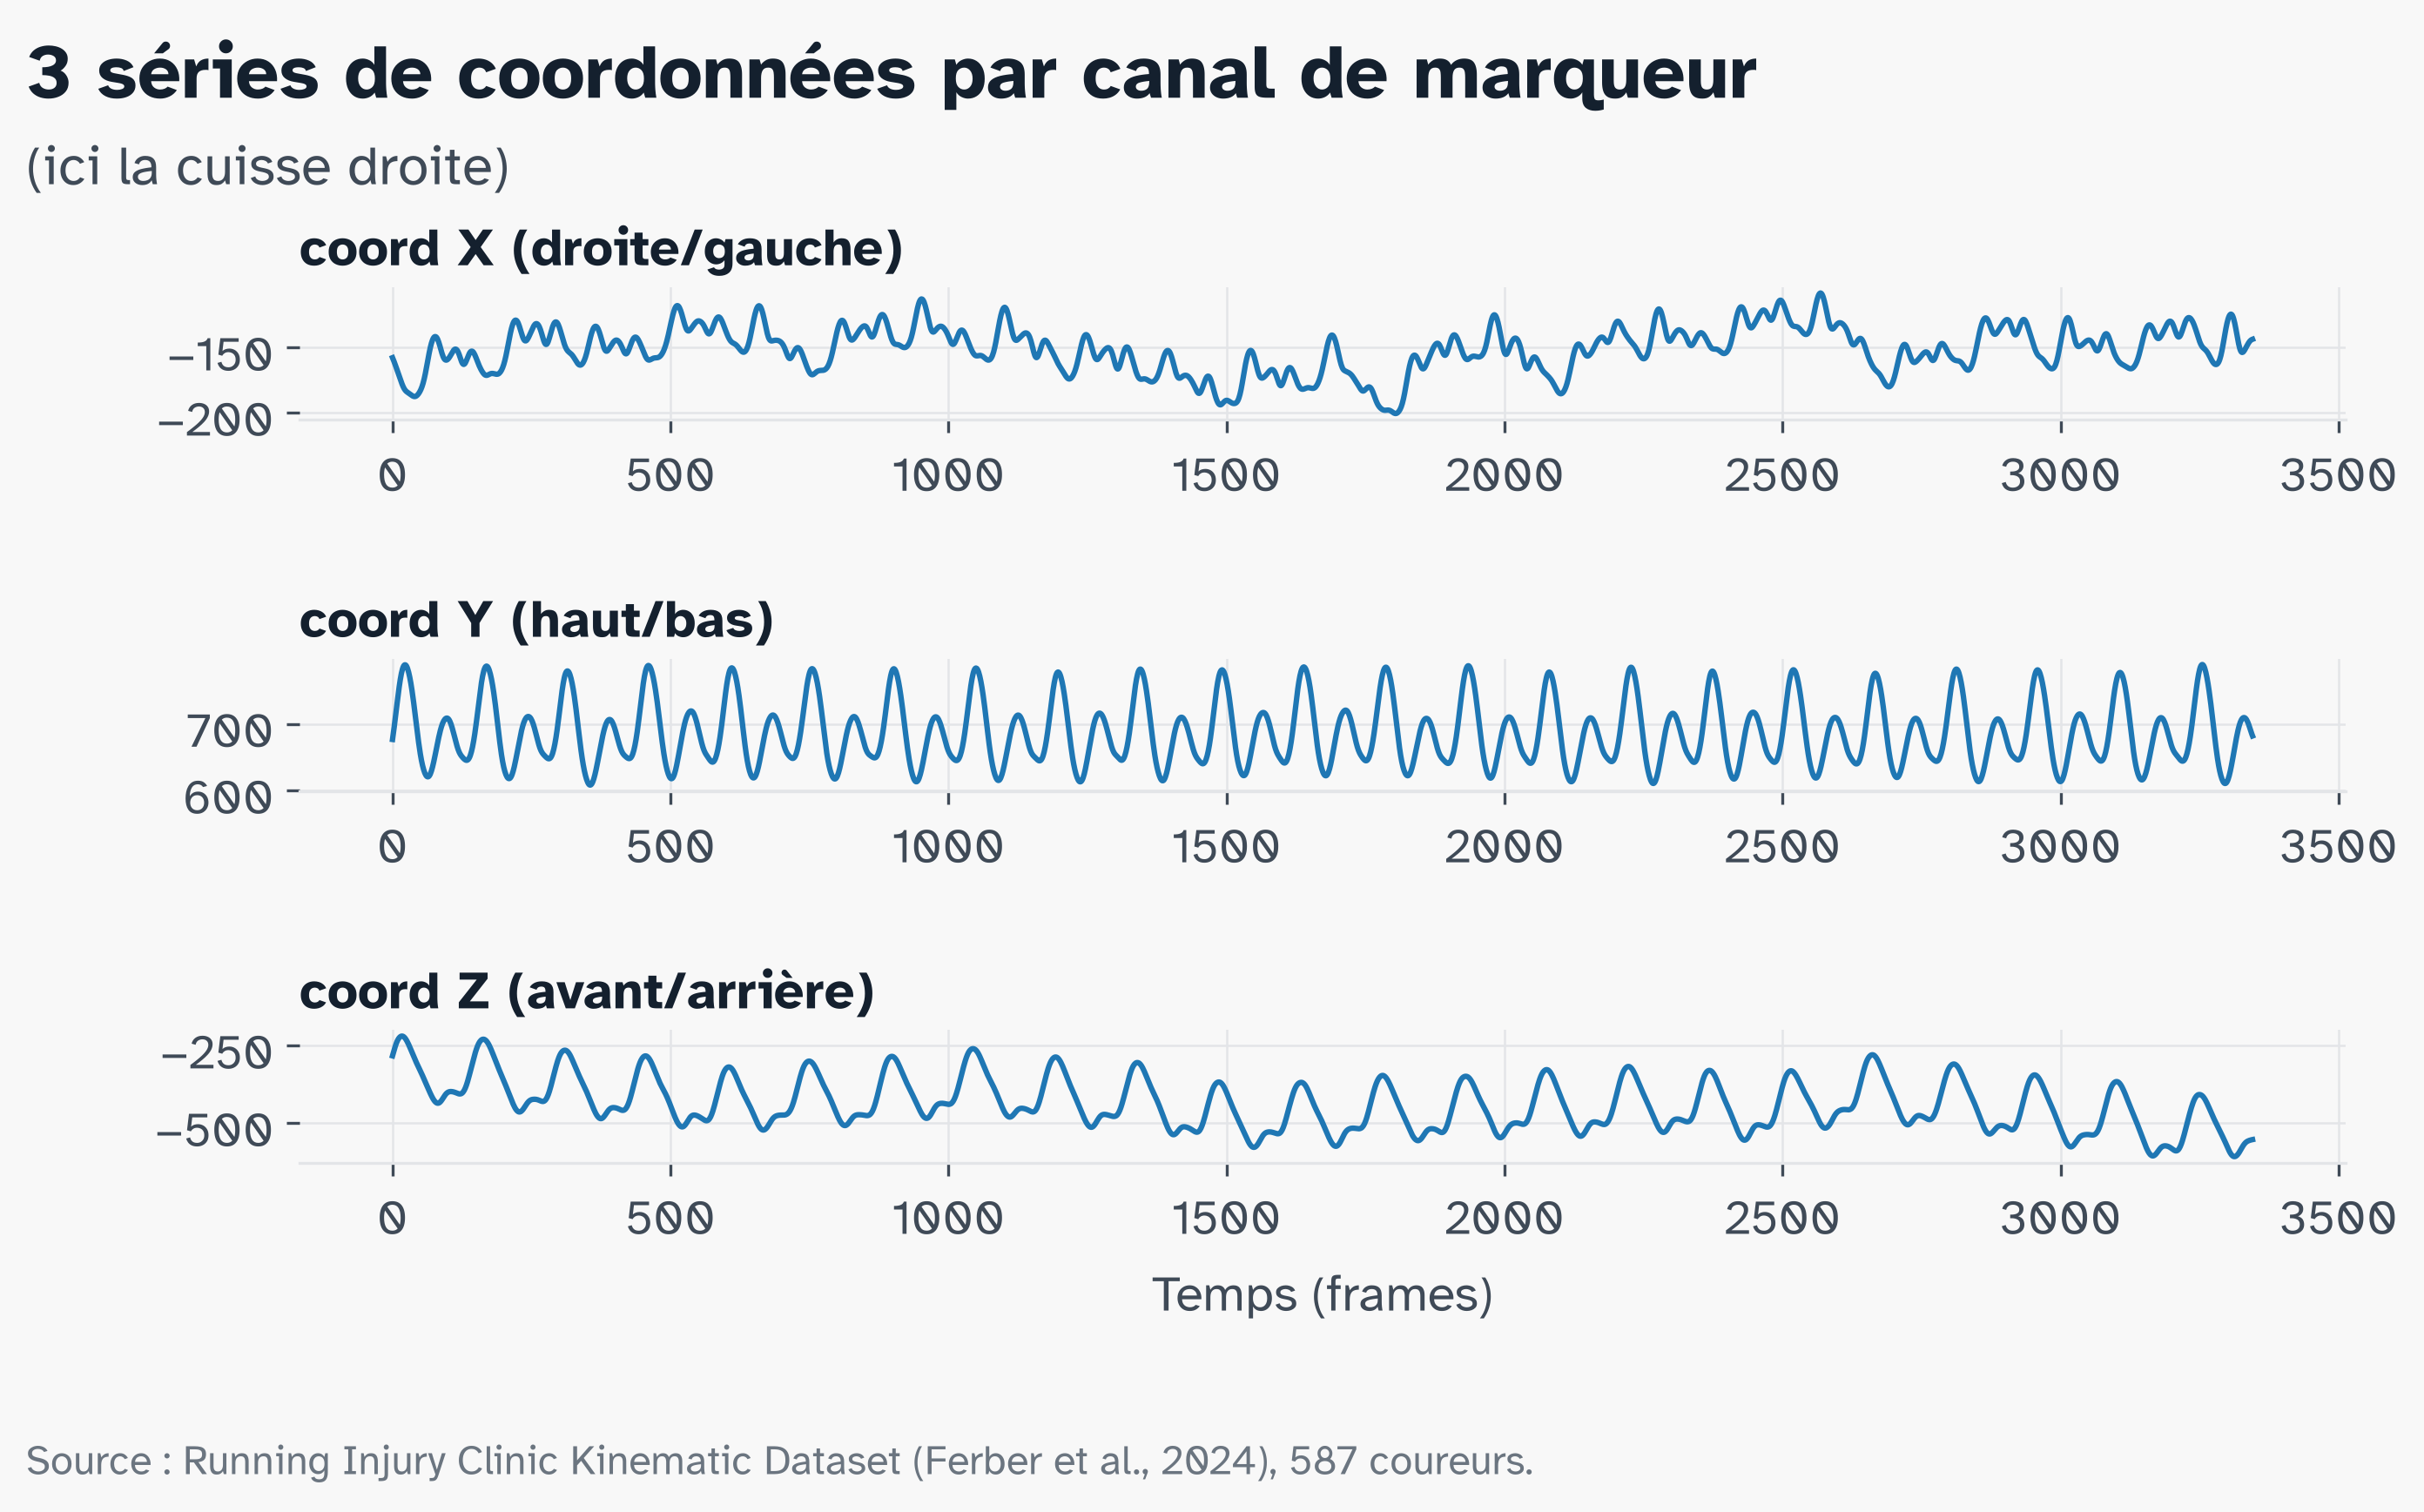 3 séries de coordonnées par canal de marqueur
(ici la cuisse droite)
coord X (droite/gauche)
−150
−200
0 500 1000 1500 2000 2500 3000 3500
coord Y (haut/bas)
700
600
0 500 1000 1500 2000 2500 3000 3500
coord Z (avant/arrière)
−250
−500
0 500 1000 1500 2000 2500 3000 3500
Temps (frames)
Source : Running Injury Clinic Kinematic Dataset (Ferber et al., 2024), 587 coureurs.